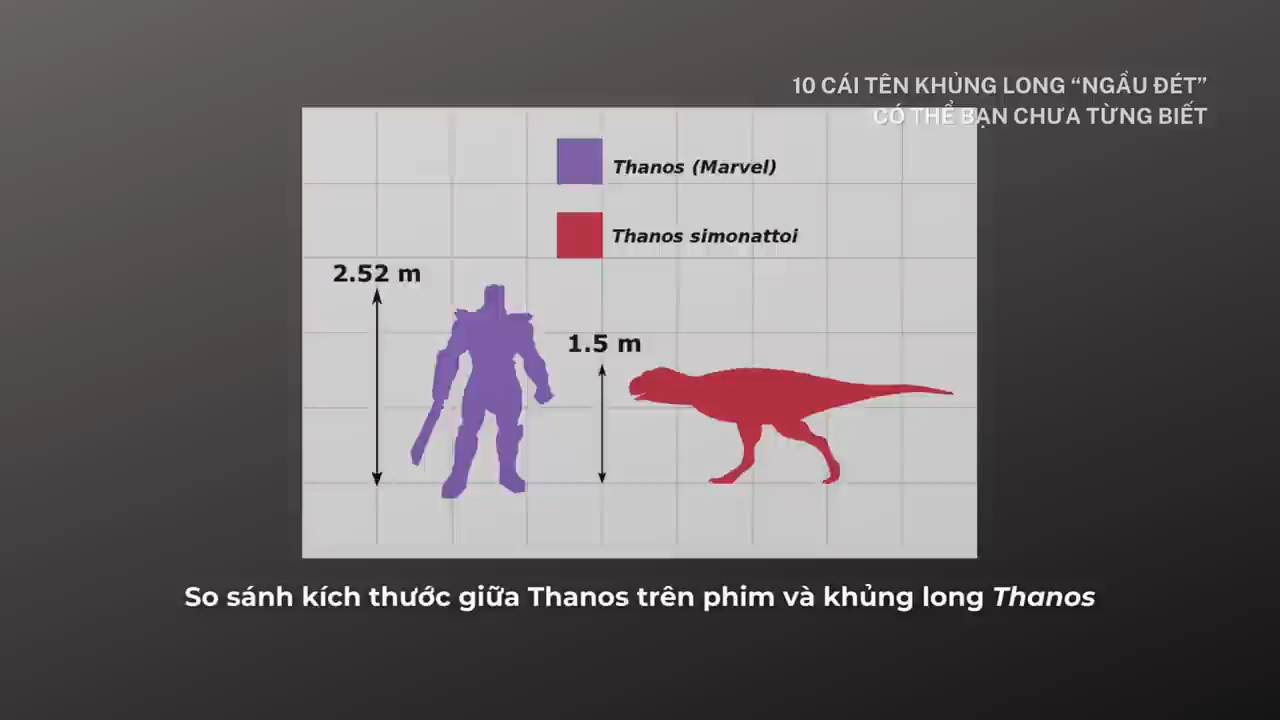 10 CÁI TÊN KHỦNG LONG “NGẦU ĐÉT”
CÓ THỂ BẠN CHƯA TỪNG BIẾT
Thanos (Marvel)
Thanos simonattoi
2.52 m
1.5 m
So sánh kích thước giữa Thanos trên phim và khủng long Thanos